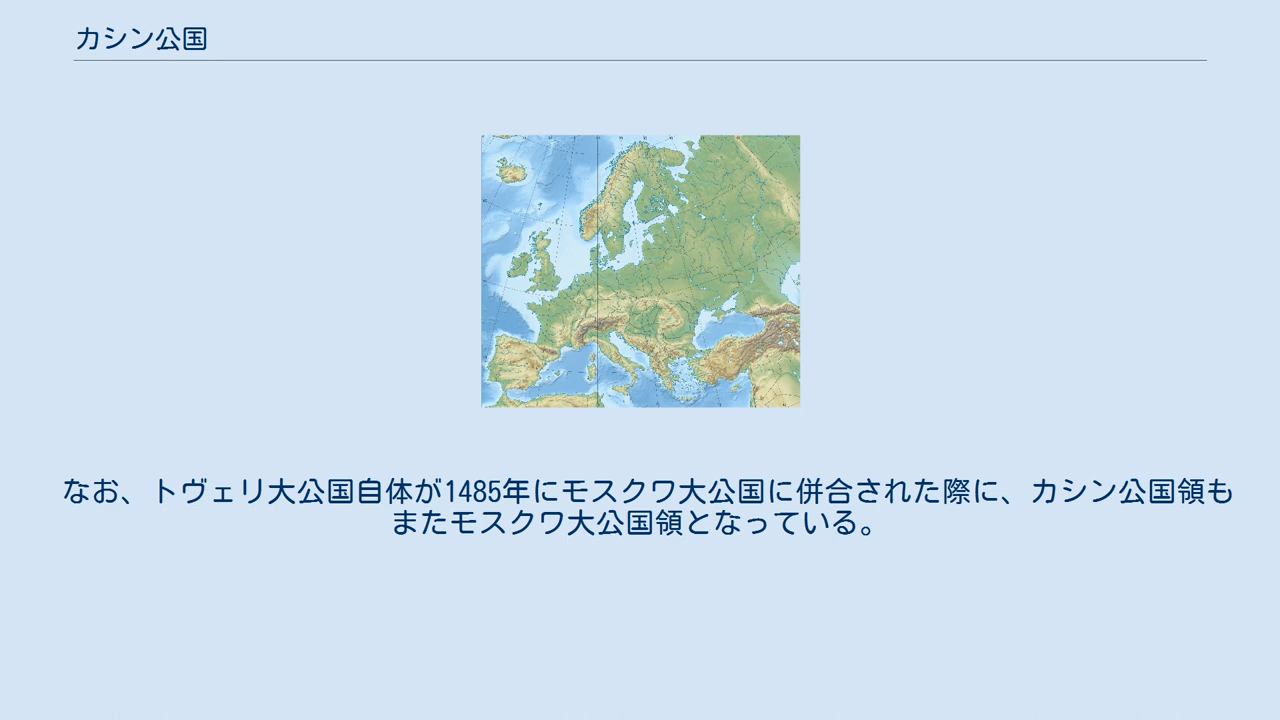 カシン公国
なお、トヴェリ大公国自体が1485年にモスクワ大公国に併合された際に、カシン公国領も
またモスクワ大公国領となっている。